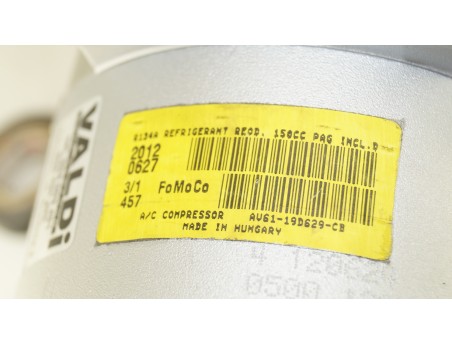 R134A REFRIGERANT REQD. 150CC PAG INCL.D
2012
0627
3/1 FoMoCo
457
A/C COMPRESSOR AV61-19D629-CB
MADE IN HUNGARY
VALDI